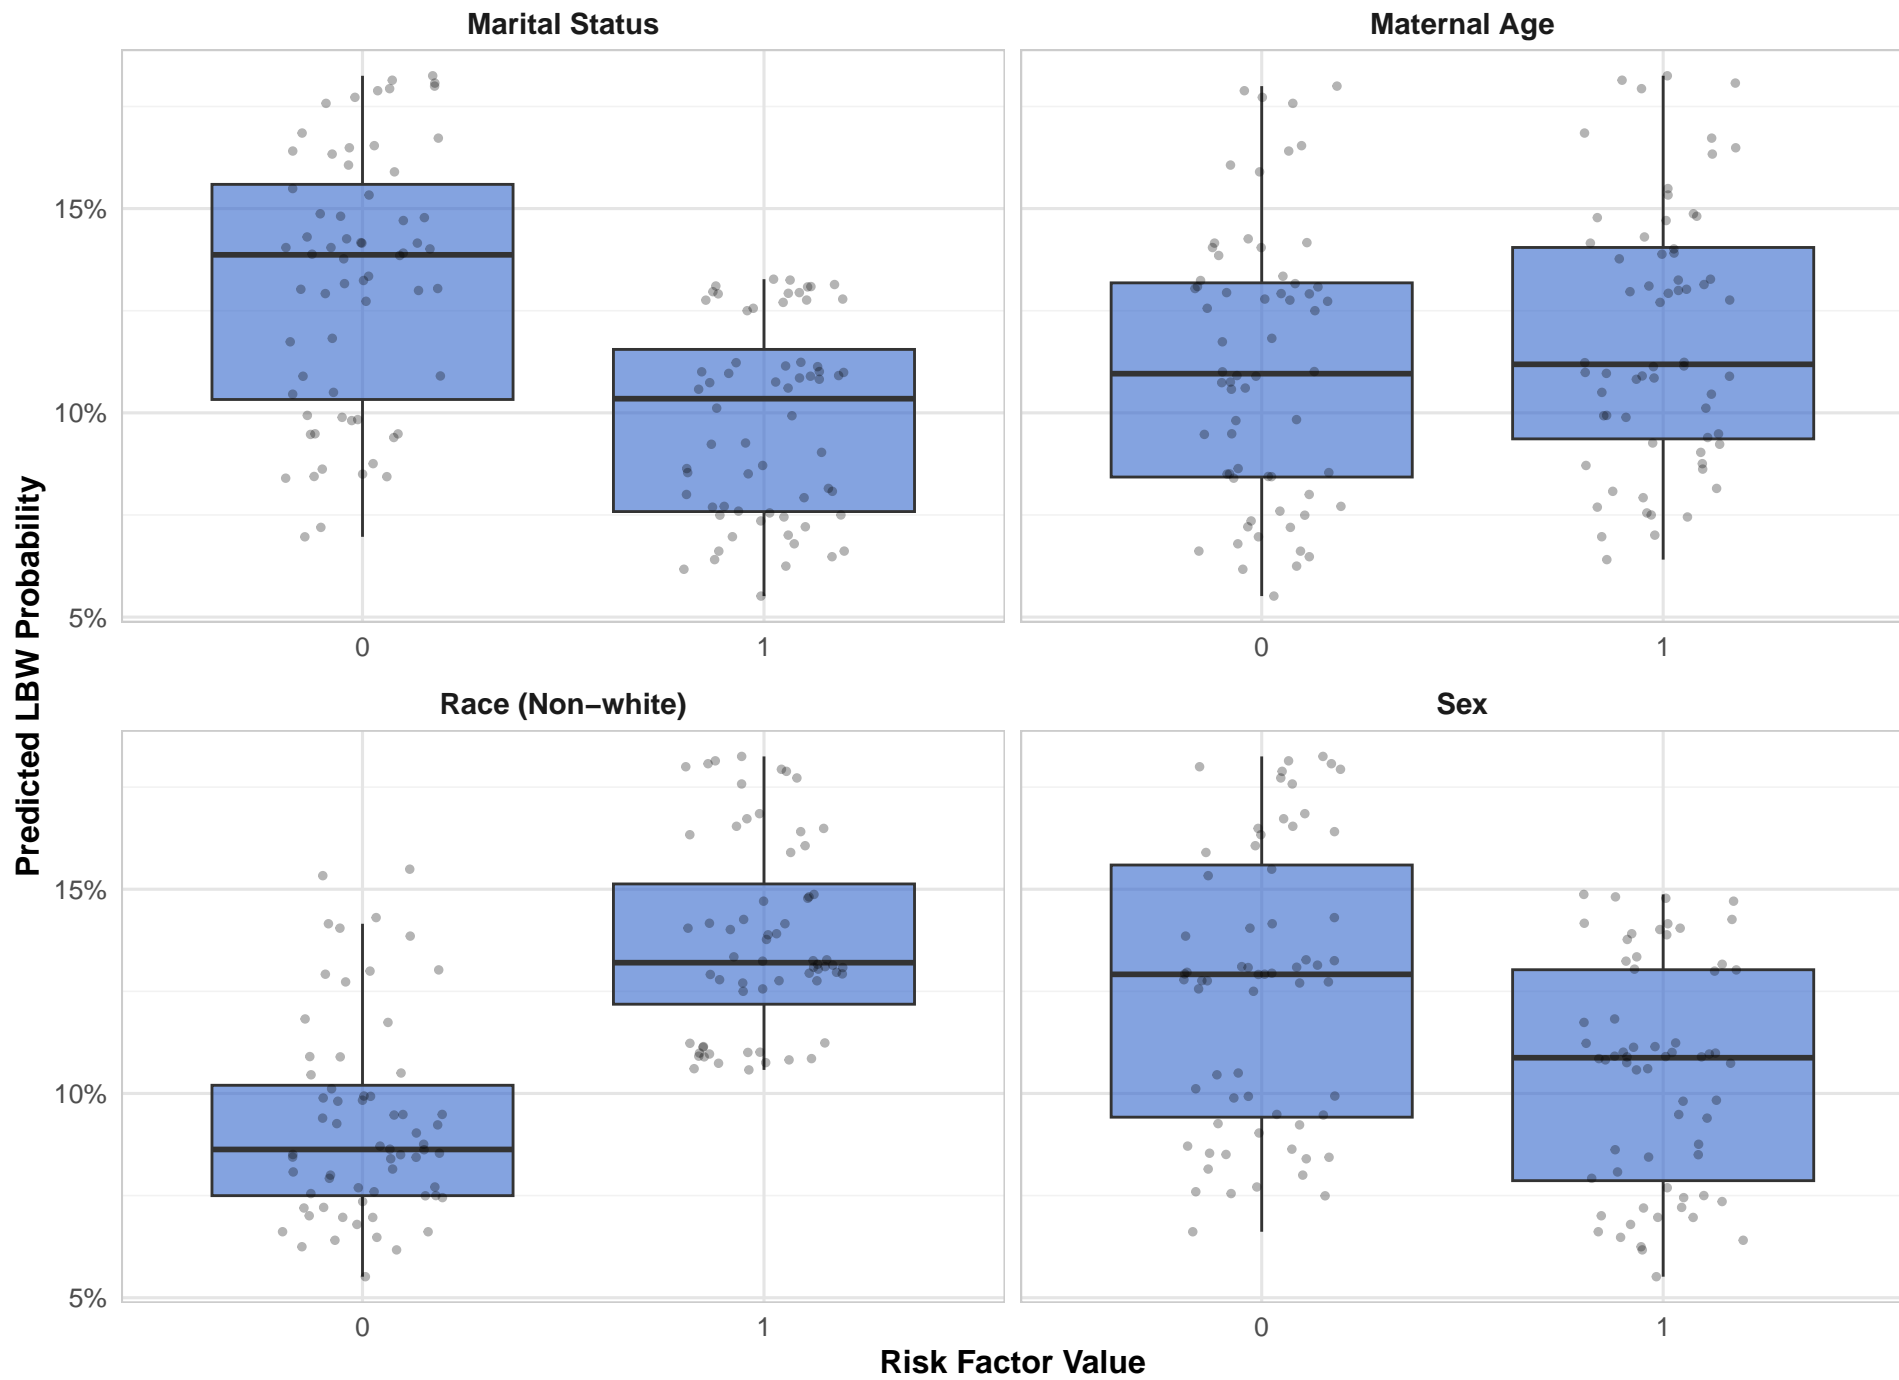 Marital Status
Maternal Age
15%
10%
5%
0
1
0
1
Predicted LBW Probability
Race (Non−white)
Sex
15%
10%
5%
0
1
0
1
Risk Factor Value